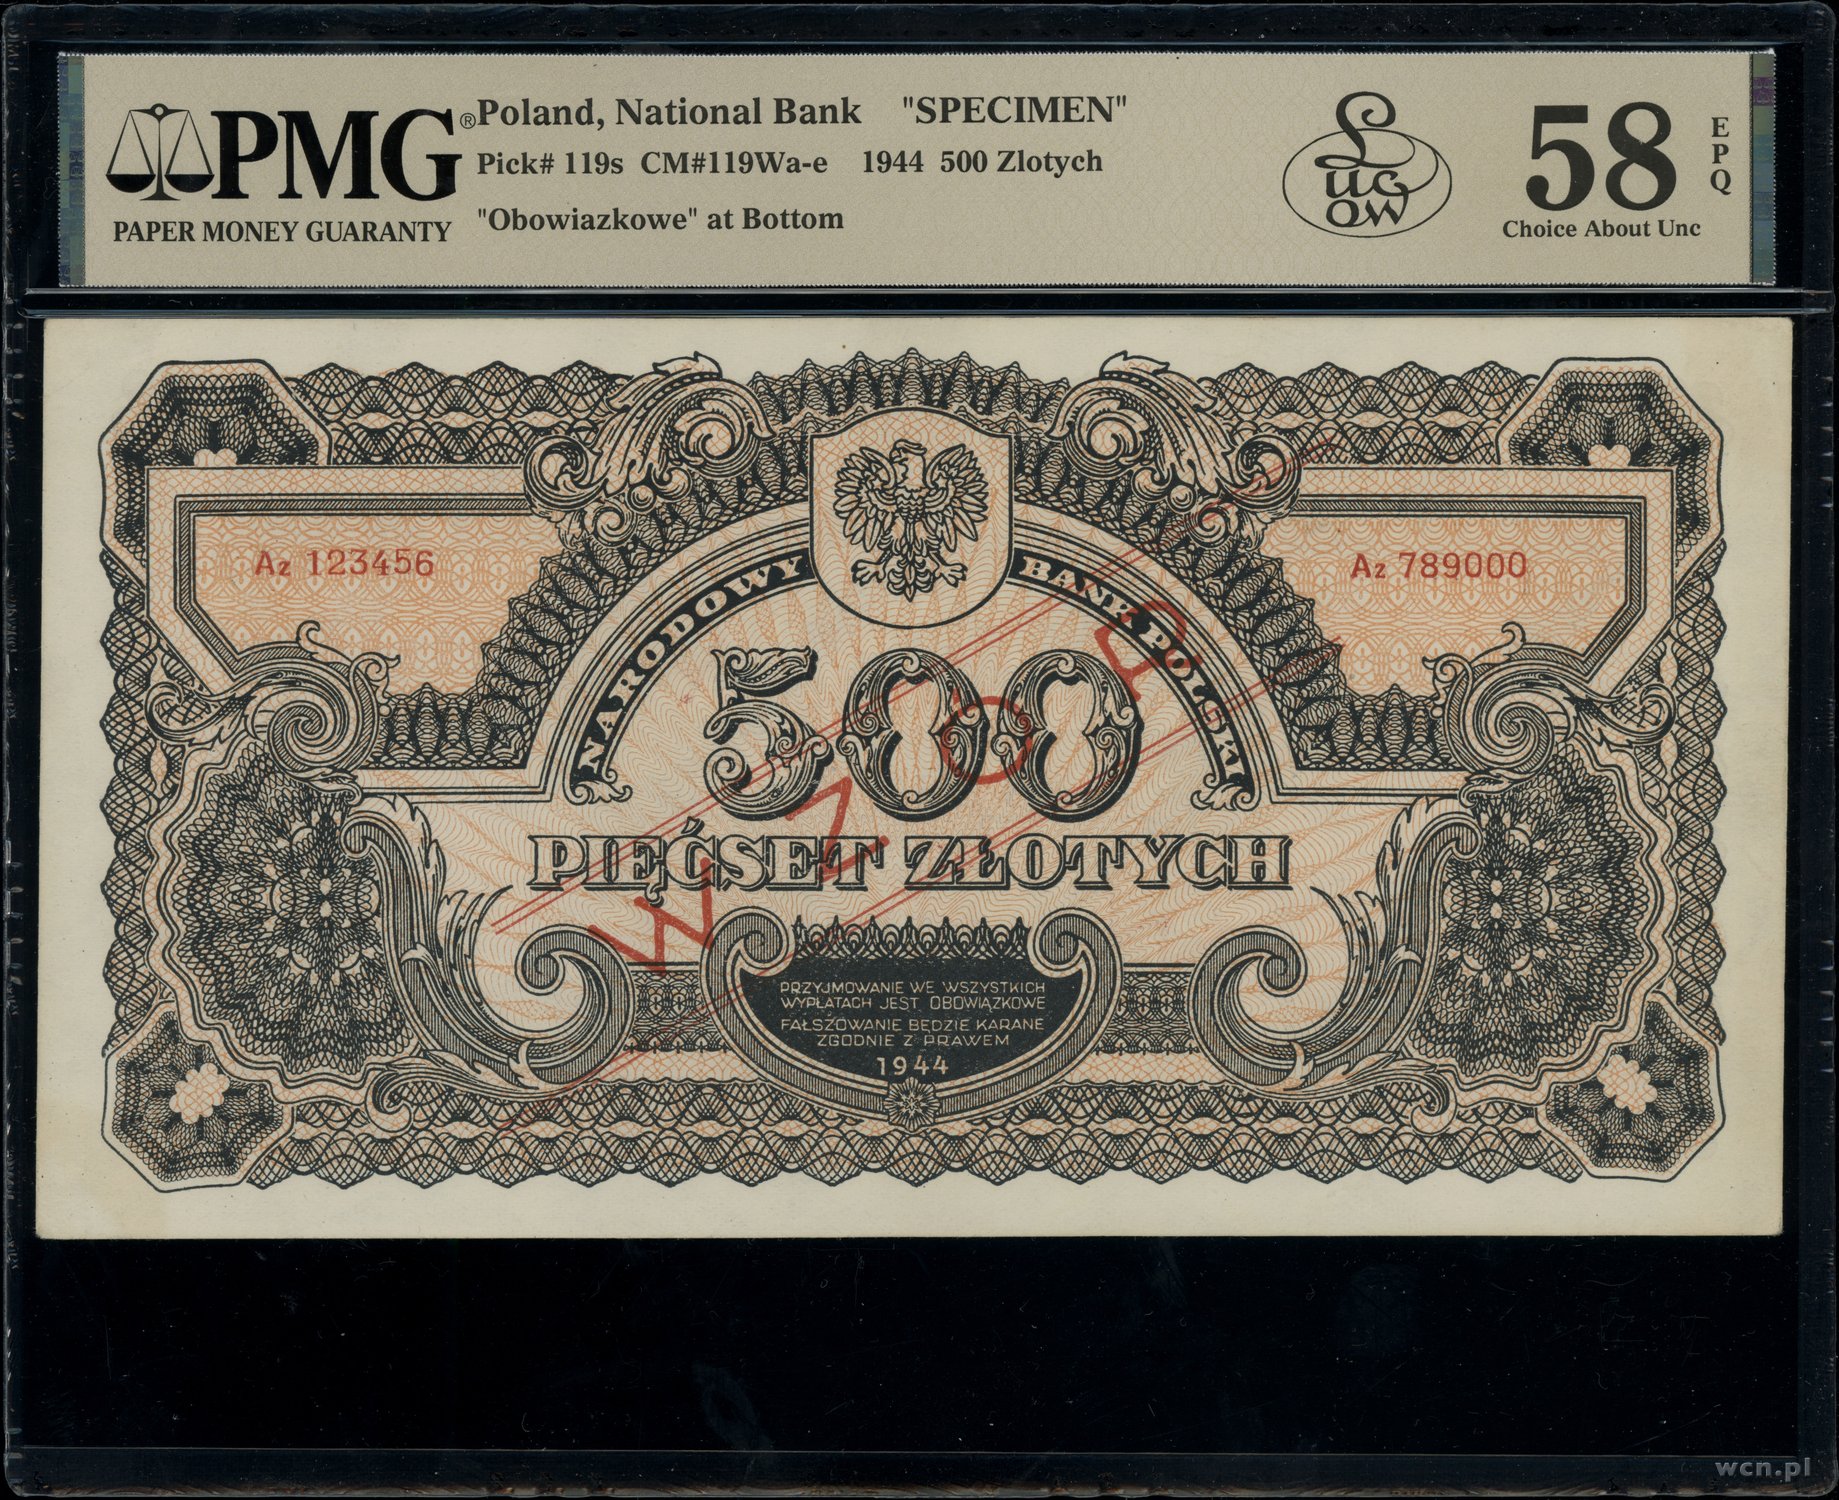 PMG®
PAPER MONEY GUARANTY
Poland, National Bank "SPECIMEN"
Pick# 119s CM#119Wa-e 1944 500 Zlotych
"Obowiazkowe" at Bottom
Lugow
58 EPQ
Choice About Unc
Az 123456
Az 789000
NARODOWY BANK POLSKI
500
PIĘĆSET ZŁOTYCH
WZÓR
PRZYJMOWANIE WE WSZYSTKICH
WYPŁATACH JEST OBOWIĄZKOWE
FAŁSZOWANIE BĘDZIE KARANE
ZGODNIE Z PRAWEM
1944
wcn.pl